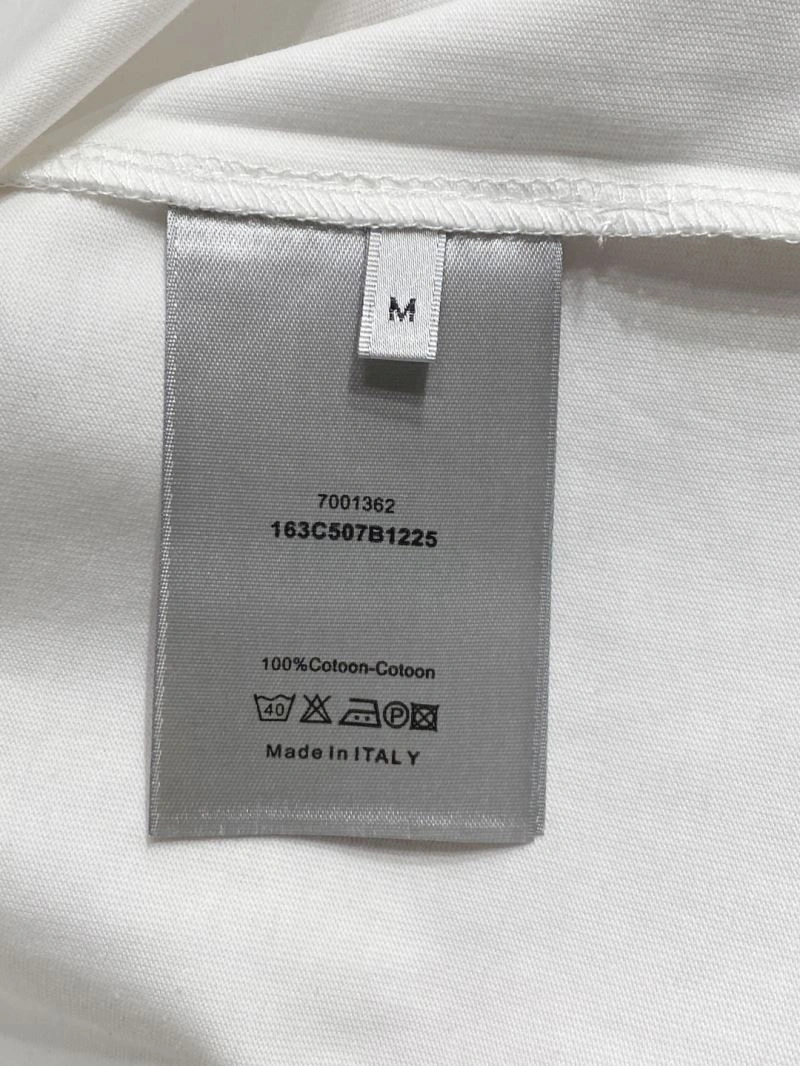 M
7001362
163C507B1225
100%Cotoon-Cotoon
40 P
Made In ITALY